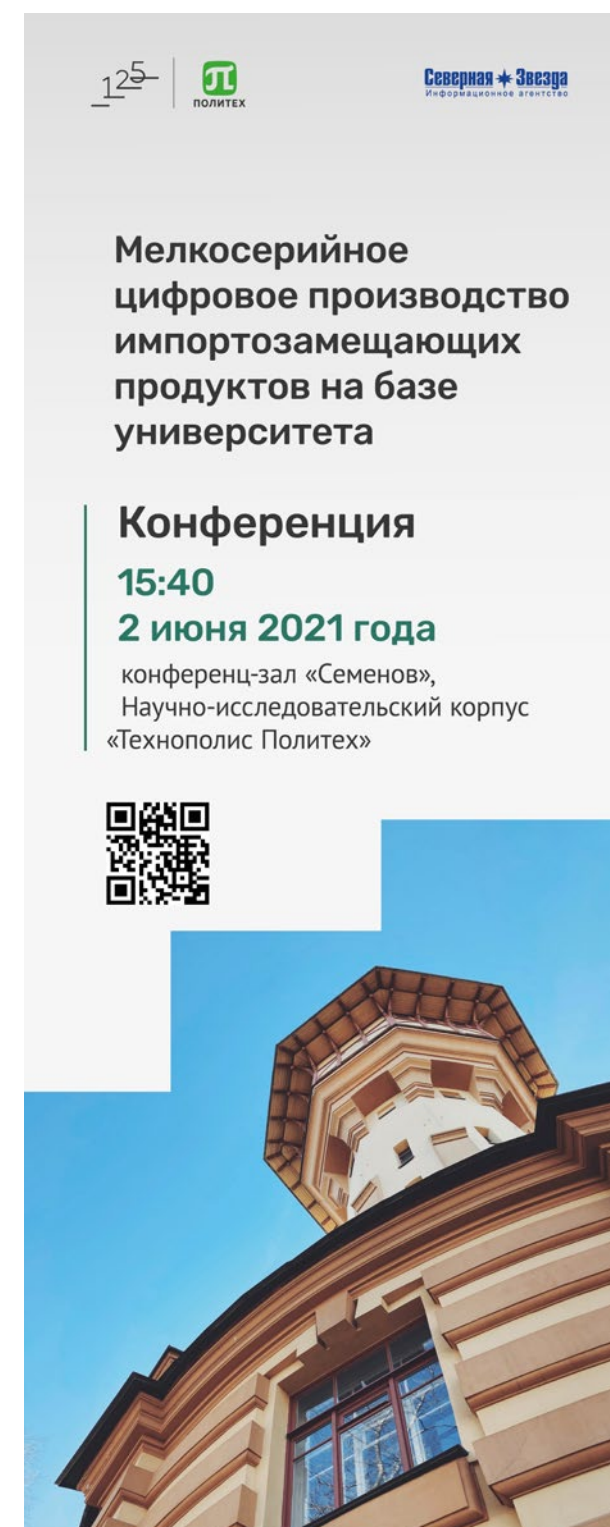 125
ПОЛИТЕХ
Северная Звезда
Информационное агентство
Мелкосерийное
цифровое производство
импортозамещающих
продуктов на базе
университета
Конференция
15:40
2 июня 2021 года
конференц-зал «Семенов»,
Научно-исследовательский корпус
«Технополис Политех»